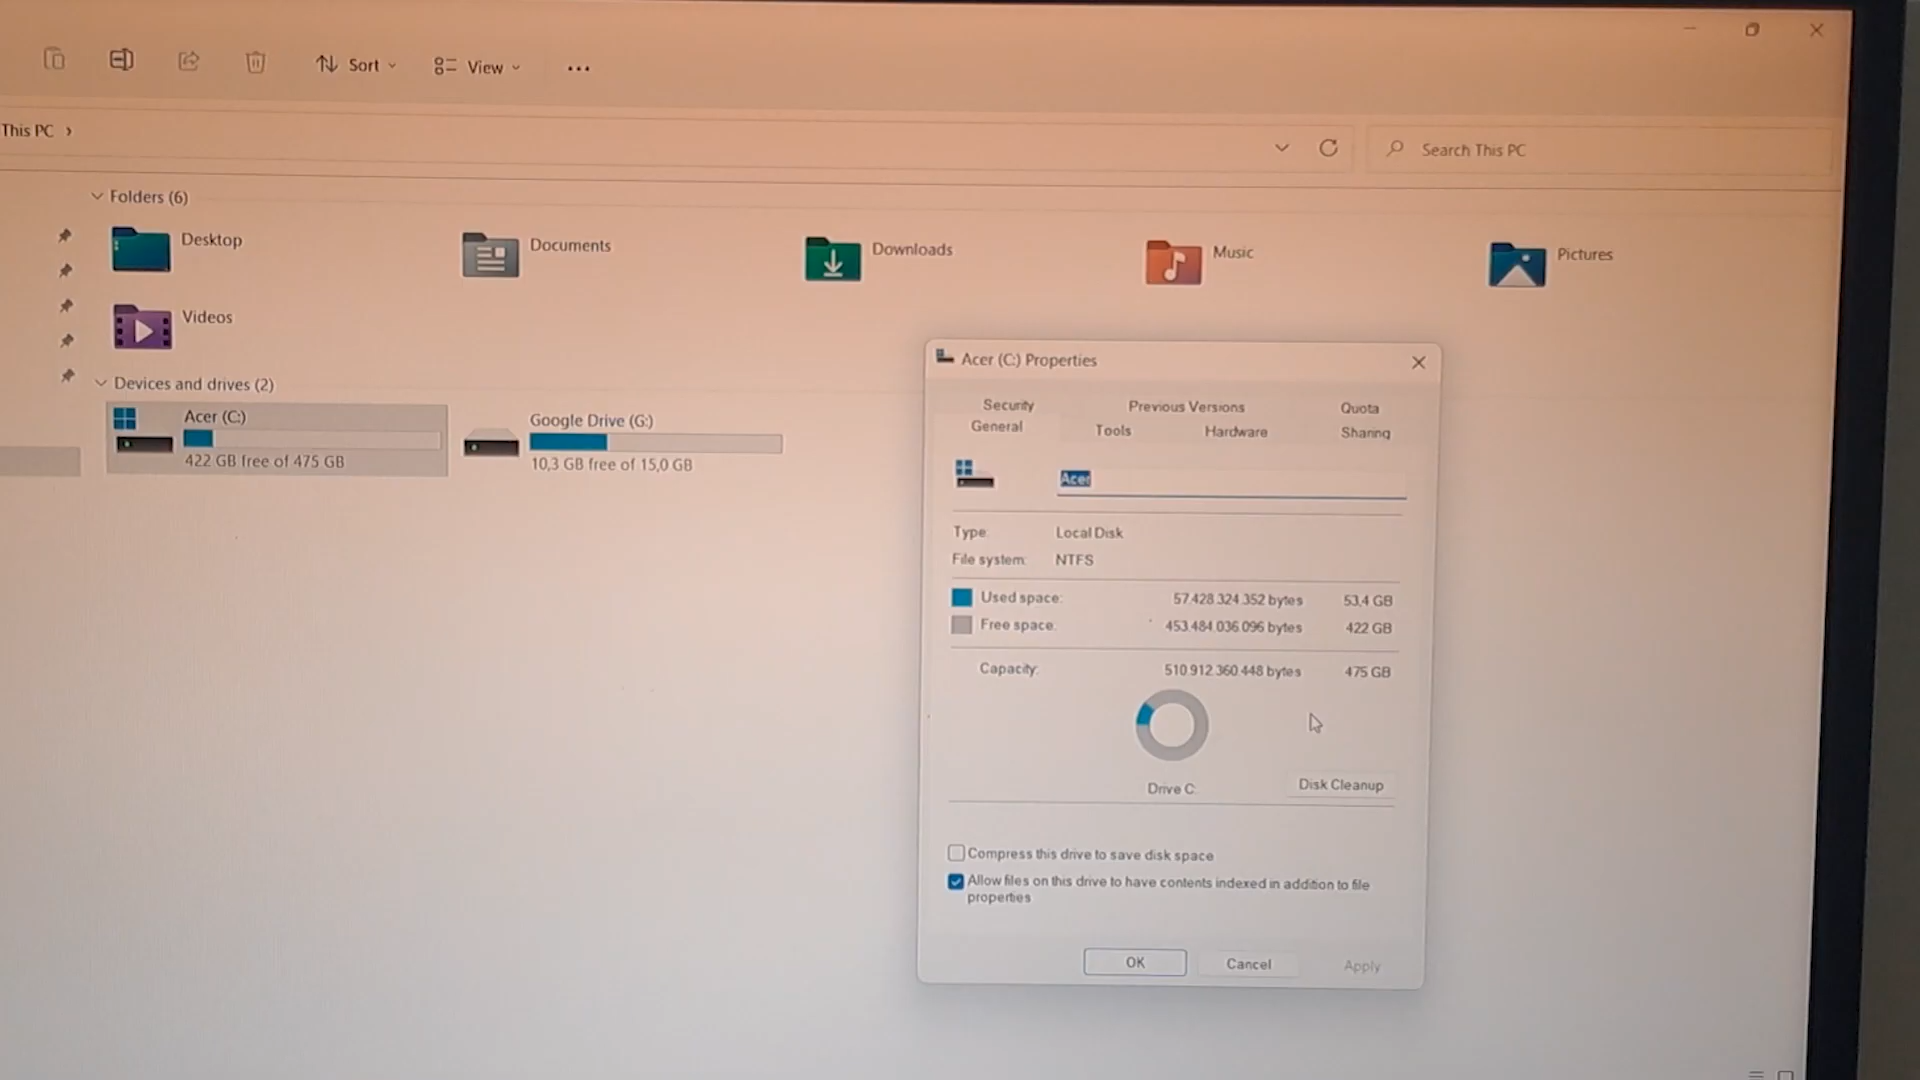 Sort
View
This PC
Search This PC
Folders (6)
Desktop
Documents
Downloads
Music
Pictures
Videos
Devices and drives (2)
Acer (C:)
422 GB free of 475 GB
Google Drive (G:)
10,3 GB free of 15,0 GB
Acer (C:) Properties
Security
Previous Versions
Quota
General
Tools
Hardware
Sharing
Acer
Type: Local Disk
File system: NTFS
Used space: 57.428.324.352 bytes 53,4 GB
Free space: 453.484.036.096 bytes 422 GB
Capacity: 510.912.360.448 bytes 475 GB
Drive C:
Disk Cleanup
Compress this drive to save disk space
Allow files on this drive to have contents indexed in addition to file
properties
OK
Cancel
Apply